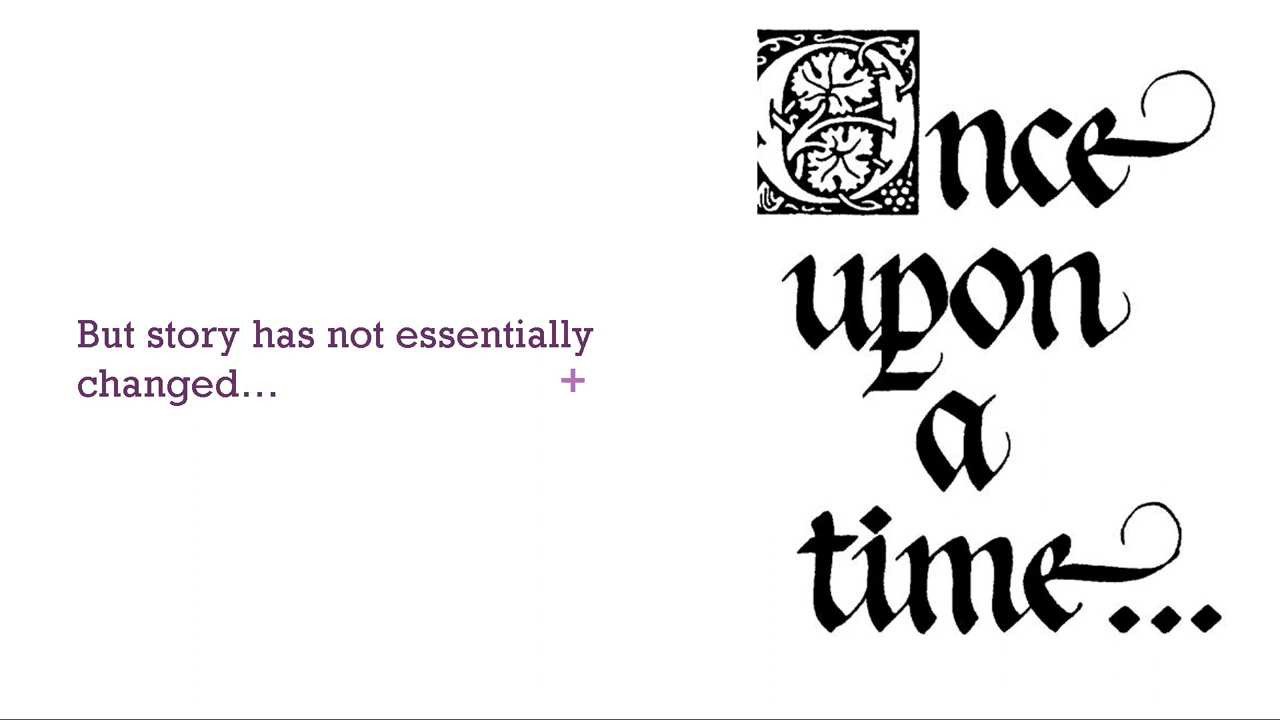 But story has not essentially
changed…
+
Once
upon
a
time...